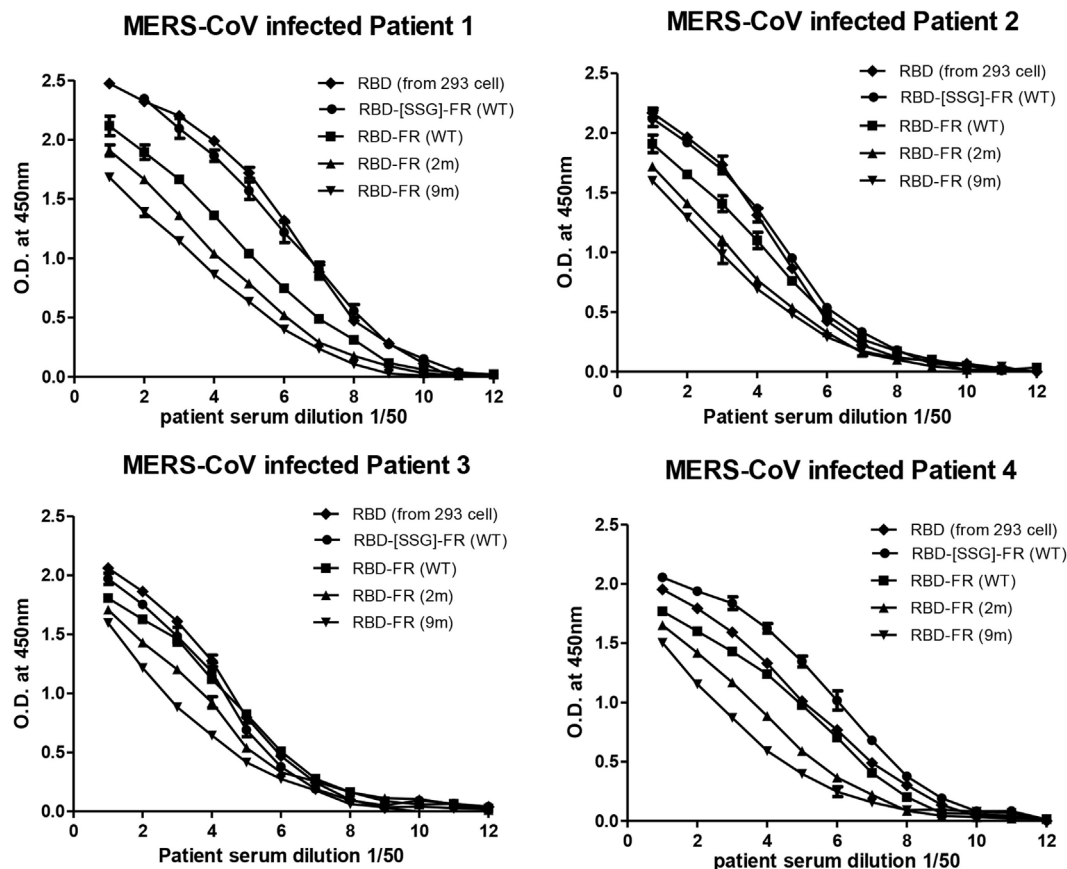 MERS-CoV infected Patient 1
RBD (from 293 cell)
RBD-[SSG]-FR (WT)
RBD-FR (WT)
RBD-FR (2m)
RBD-FR (9m)
O.D. at 450nm
2.5
2.0
1.5
1.0
0.5
0.0
0 2 4 6 8 10 12
patient serum dilution 1/50
MERS-CoV infected Patient 2
RBD (from 293 cell)
RBD-[SSG]-FR (WT)
RBD-FR (WT)
RBD-FR (2m)
RBD-FR (9m)
O.D. at 450nm
2.5
2.0
1.5
1.0
0.5
0.0
0 2 4 6 8 10 12
Patient serum dilution 1/50
MERS-CoV infected Patient 3
RBD (from 293 cell)
RBD-[SSG]-FR (WT)
RBD-FR (WT)
RBD-FR (2m)
RBD-FR (9m)
O.D. at 450nm
2.5
2.0
1.5
1.0
0.5
0.0
0 2 4 6 8 10 12
Patient serum dilution 1/50
MERS-CoV infected Patient 4
RBD (from 293 cell)
RBD-[SSG]-FR (WT)
RBD-FR (WT)
RBD-FR (2m)
RBD-FR (9m)
O.D. at 450nm
2.5
2.0
1.5
1.0
0.5
0.0
0 2 4 6 8 10 12
patient serum dilution 1/50